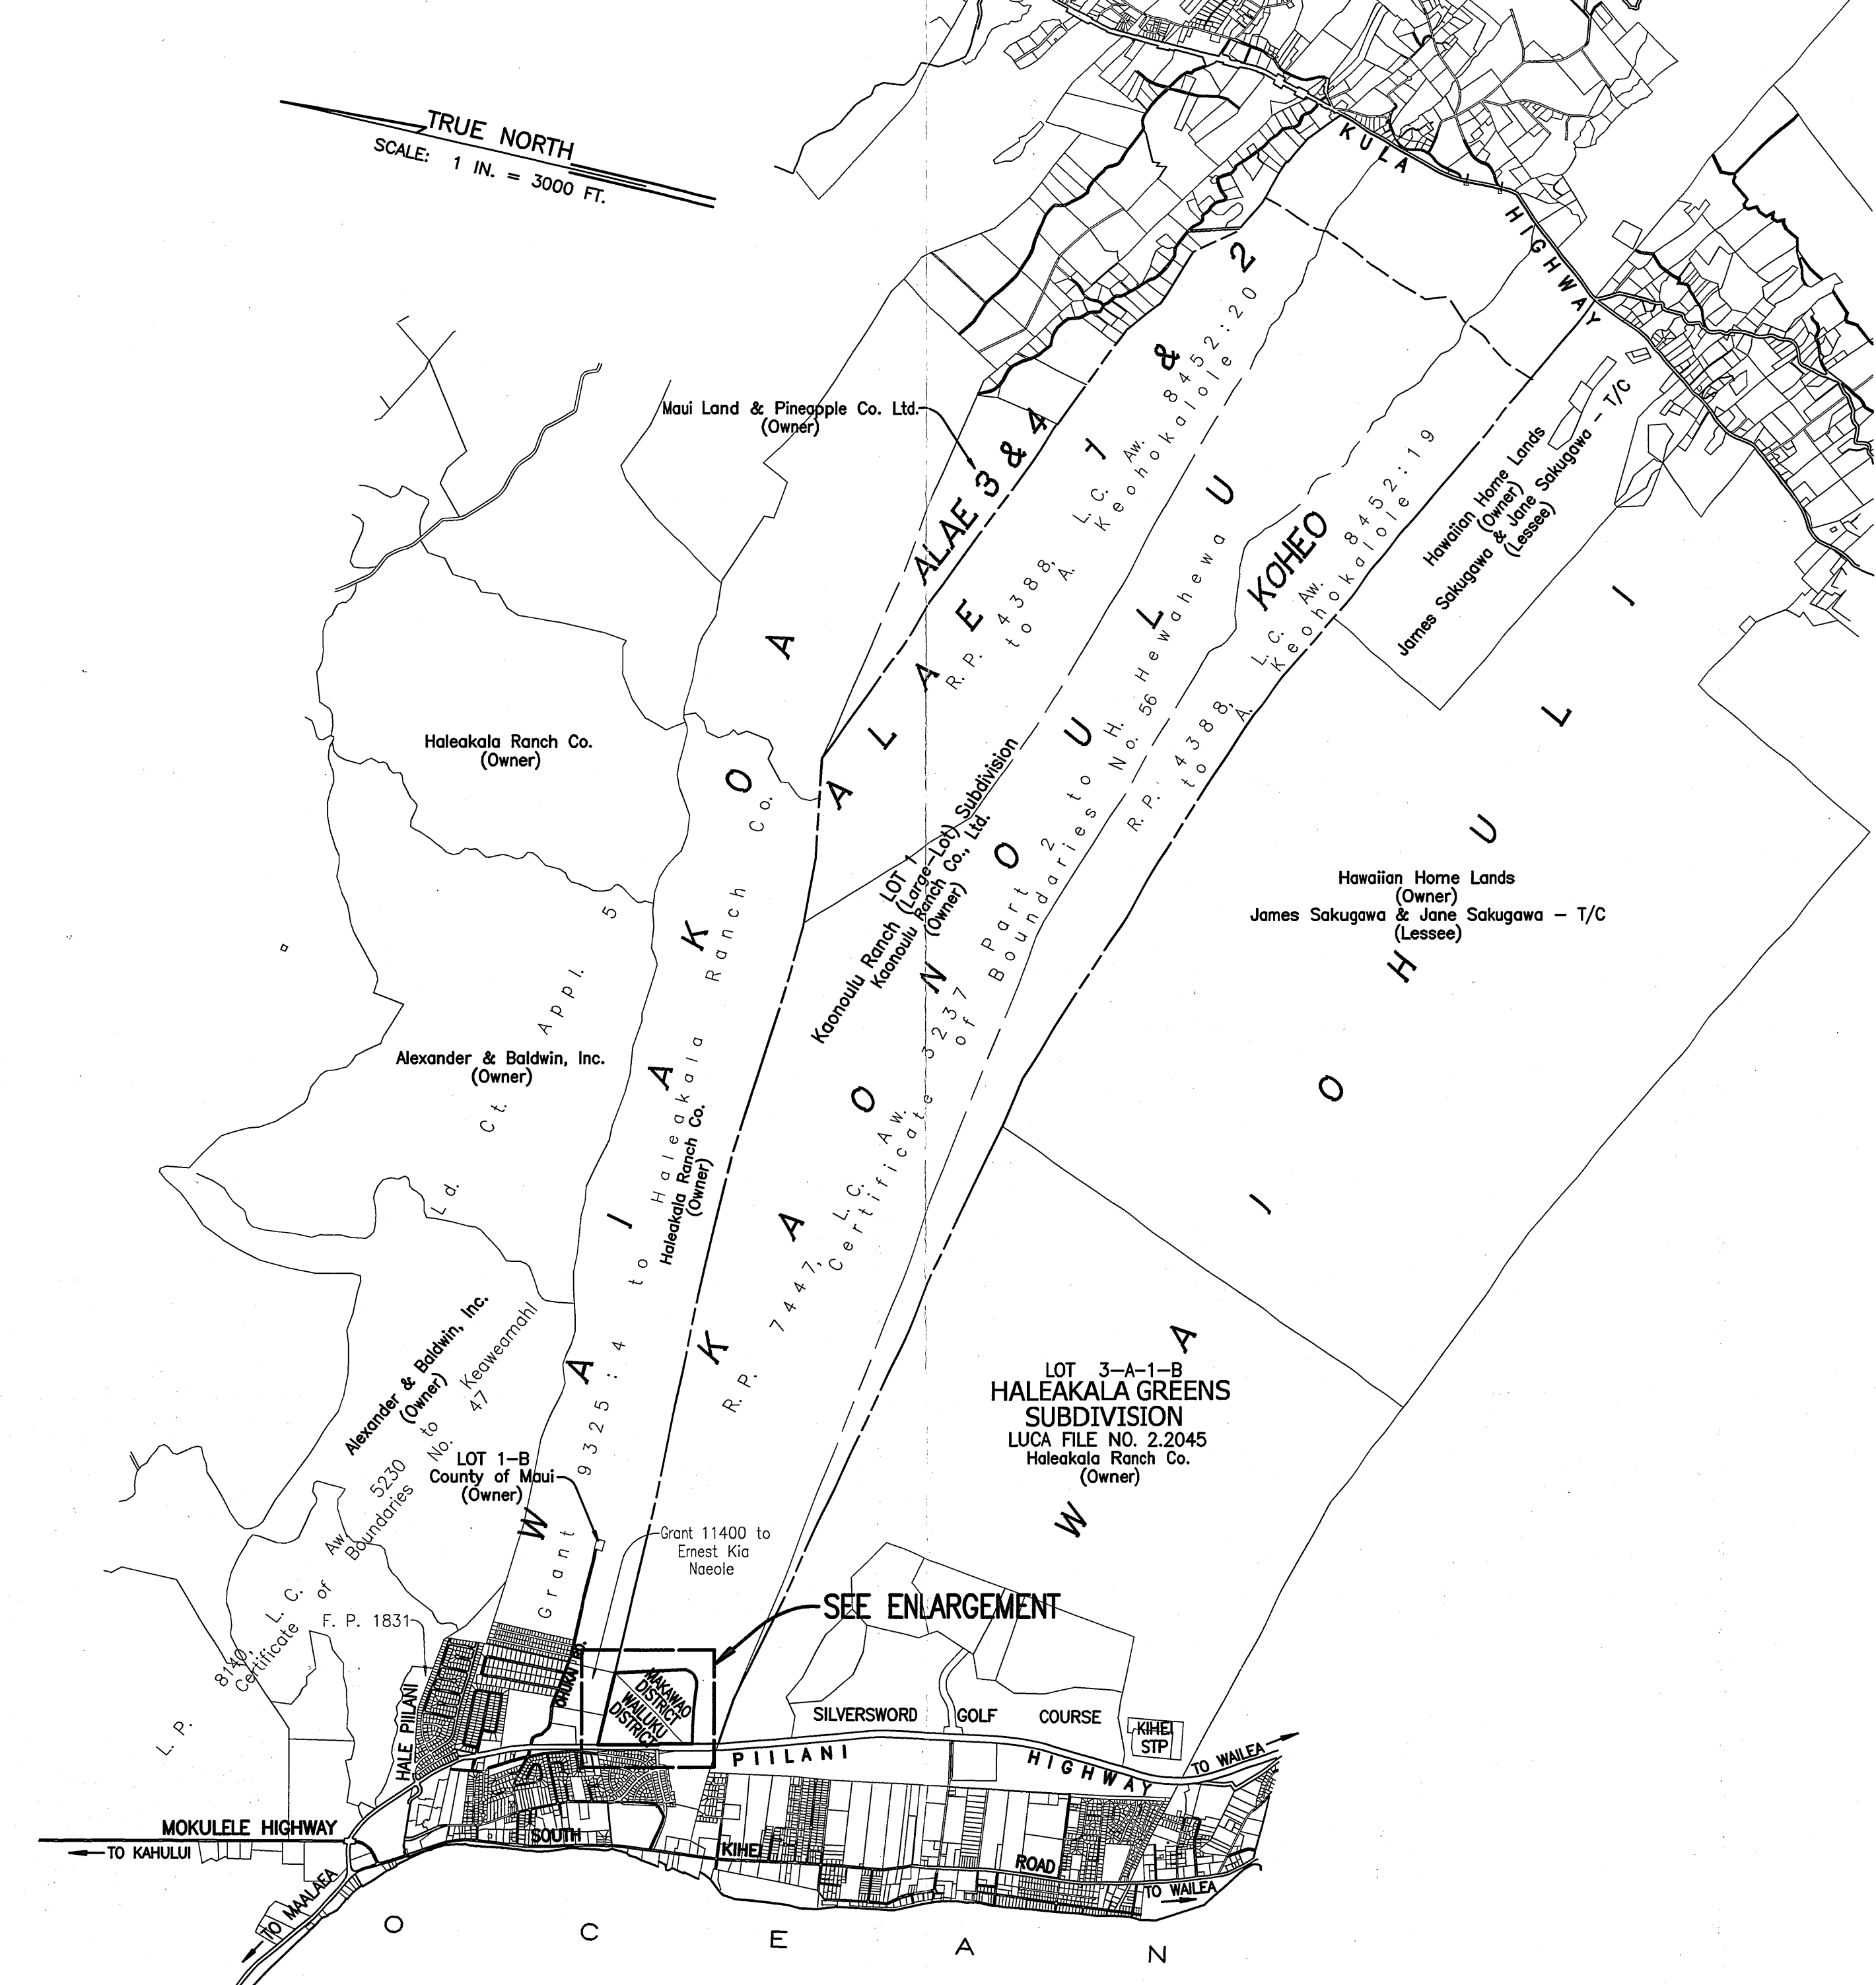 TRUE NORTH
SCALE: 1 IN. = 3000 FT.
KULA HIGHWAY
Maui Land & Pineapple Co. Ltd.
(Owner)
ALAE 3 & 4
ALAE 1 & 2
R. P. 4388, L. C. Aw. 8452:20
to A. Keohokalole
KAONOULU
R. P. 7447, L. C. Aw. 3237 Part 2 to H. Hewahewa
Certificate of Boundaries No. 56
KOHEO
R. P. 4388, L. C. Aw. 8452:19
to A. Keohokalole
Hawaiian Home Lands
(Owner)
James Sakugawa & Jane Sakugawa – T/C
(Lessee)
Haleakala Ranch Co.
(Owner)
WAIAKOA
Grant 9325 : 4 to Haleakala Ranch Co.
Haleakala Ranch Co.
(Owner)
LOT 1
Kaonoulu Ranch (Large-Lot) Subdivision
Kaonoulu Ranch Co., Ltd.
(Owner)
Hawaiian Home Lands
(Owner)
James Sakugawa & Jane Sakugawa – T/C
(Lessee)
WAIOHULI
Alexander & Baldwin, Inc.
(Owner)
Ld. Ct. Appl. 5
Alexander & Baldwin, Inc.
(Owner)
L. P. 8140, L. C. Aw. 5230 to Keaweamahi
Certificate of Boundaries No. 47
LOT 1-B
County of Maui
(Owner)
Grant 11400 to
Ernest Kia
Naeole
LOT 3-A-1-B
HALEAKALA GREENS
SUBDIVISION
LUCA FILE NO. 2.2045
Haleakala Ranch Co.
(Owner)
SEE ENLARGEMENT
F. P. 1831
HALE PIILANI
OHUKAI RD.
MAKAWAO
DISTRICT
WAILUKU
DISTRICT
SILVERSWORD GOLF COURSE
KIHEI
STP
PIILANI HIGHWAY
TO WAILEA
MOKULELE HIGHWAY
TO KAHULUI
SOUTH KIHEI ROAD
TO WAILEA
TO MAALAEA
OCEAN